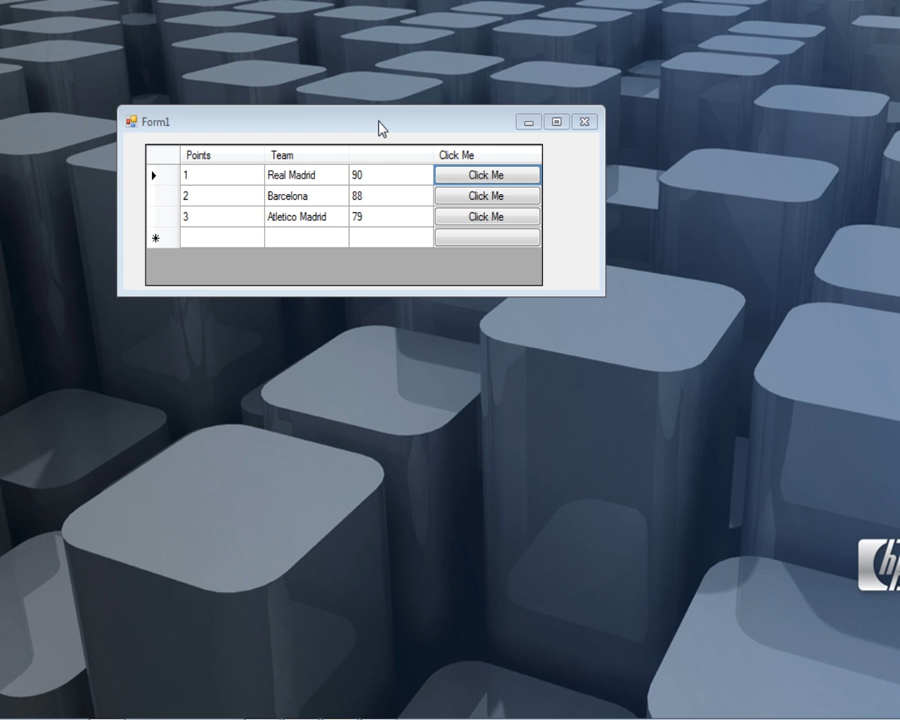 Form1
Points Team Click Me
1 Real Madrid 90 Click Me
2 Barcelona 88 Click Me
3 Atletico Madrid 79 Click Me
hp